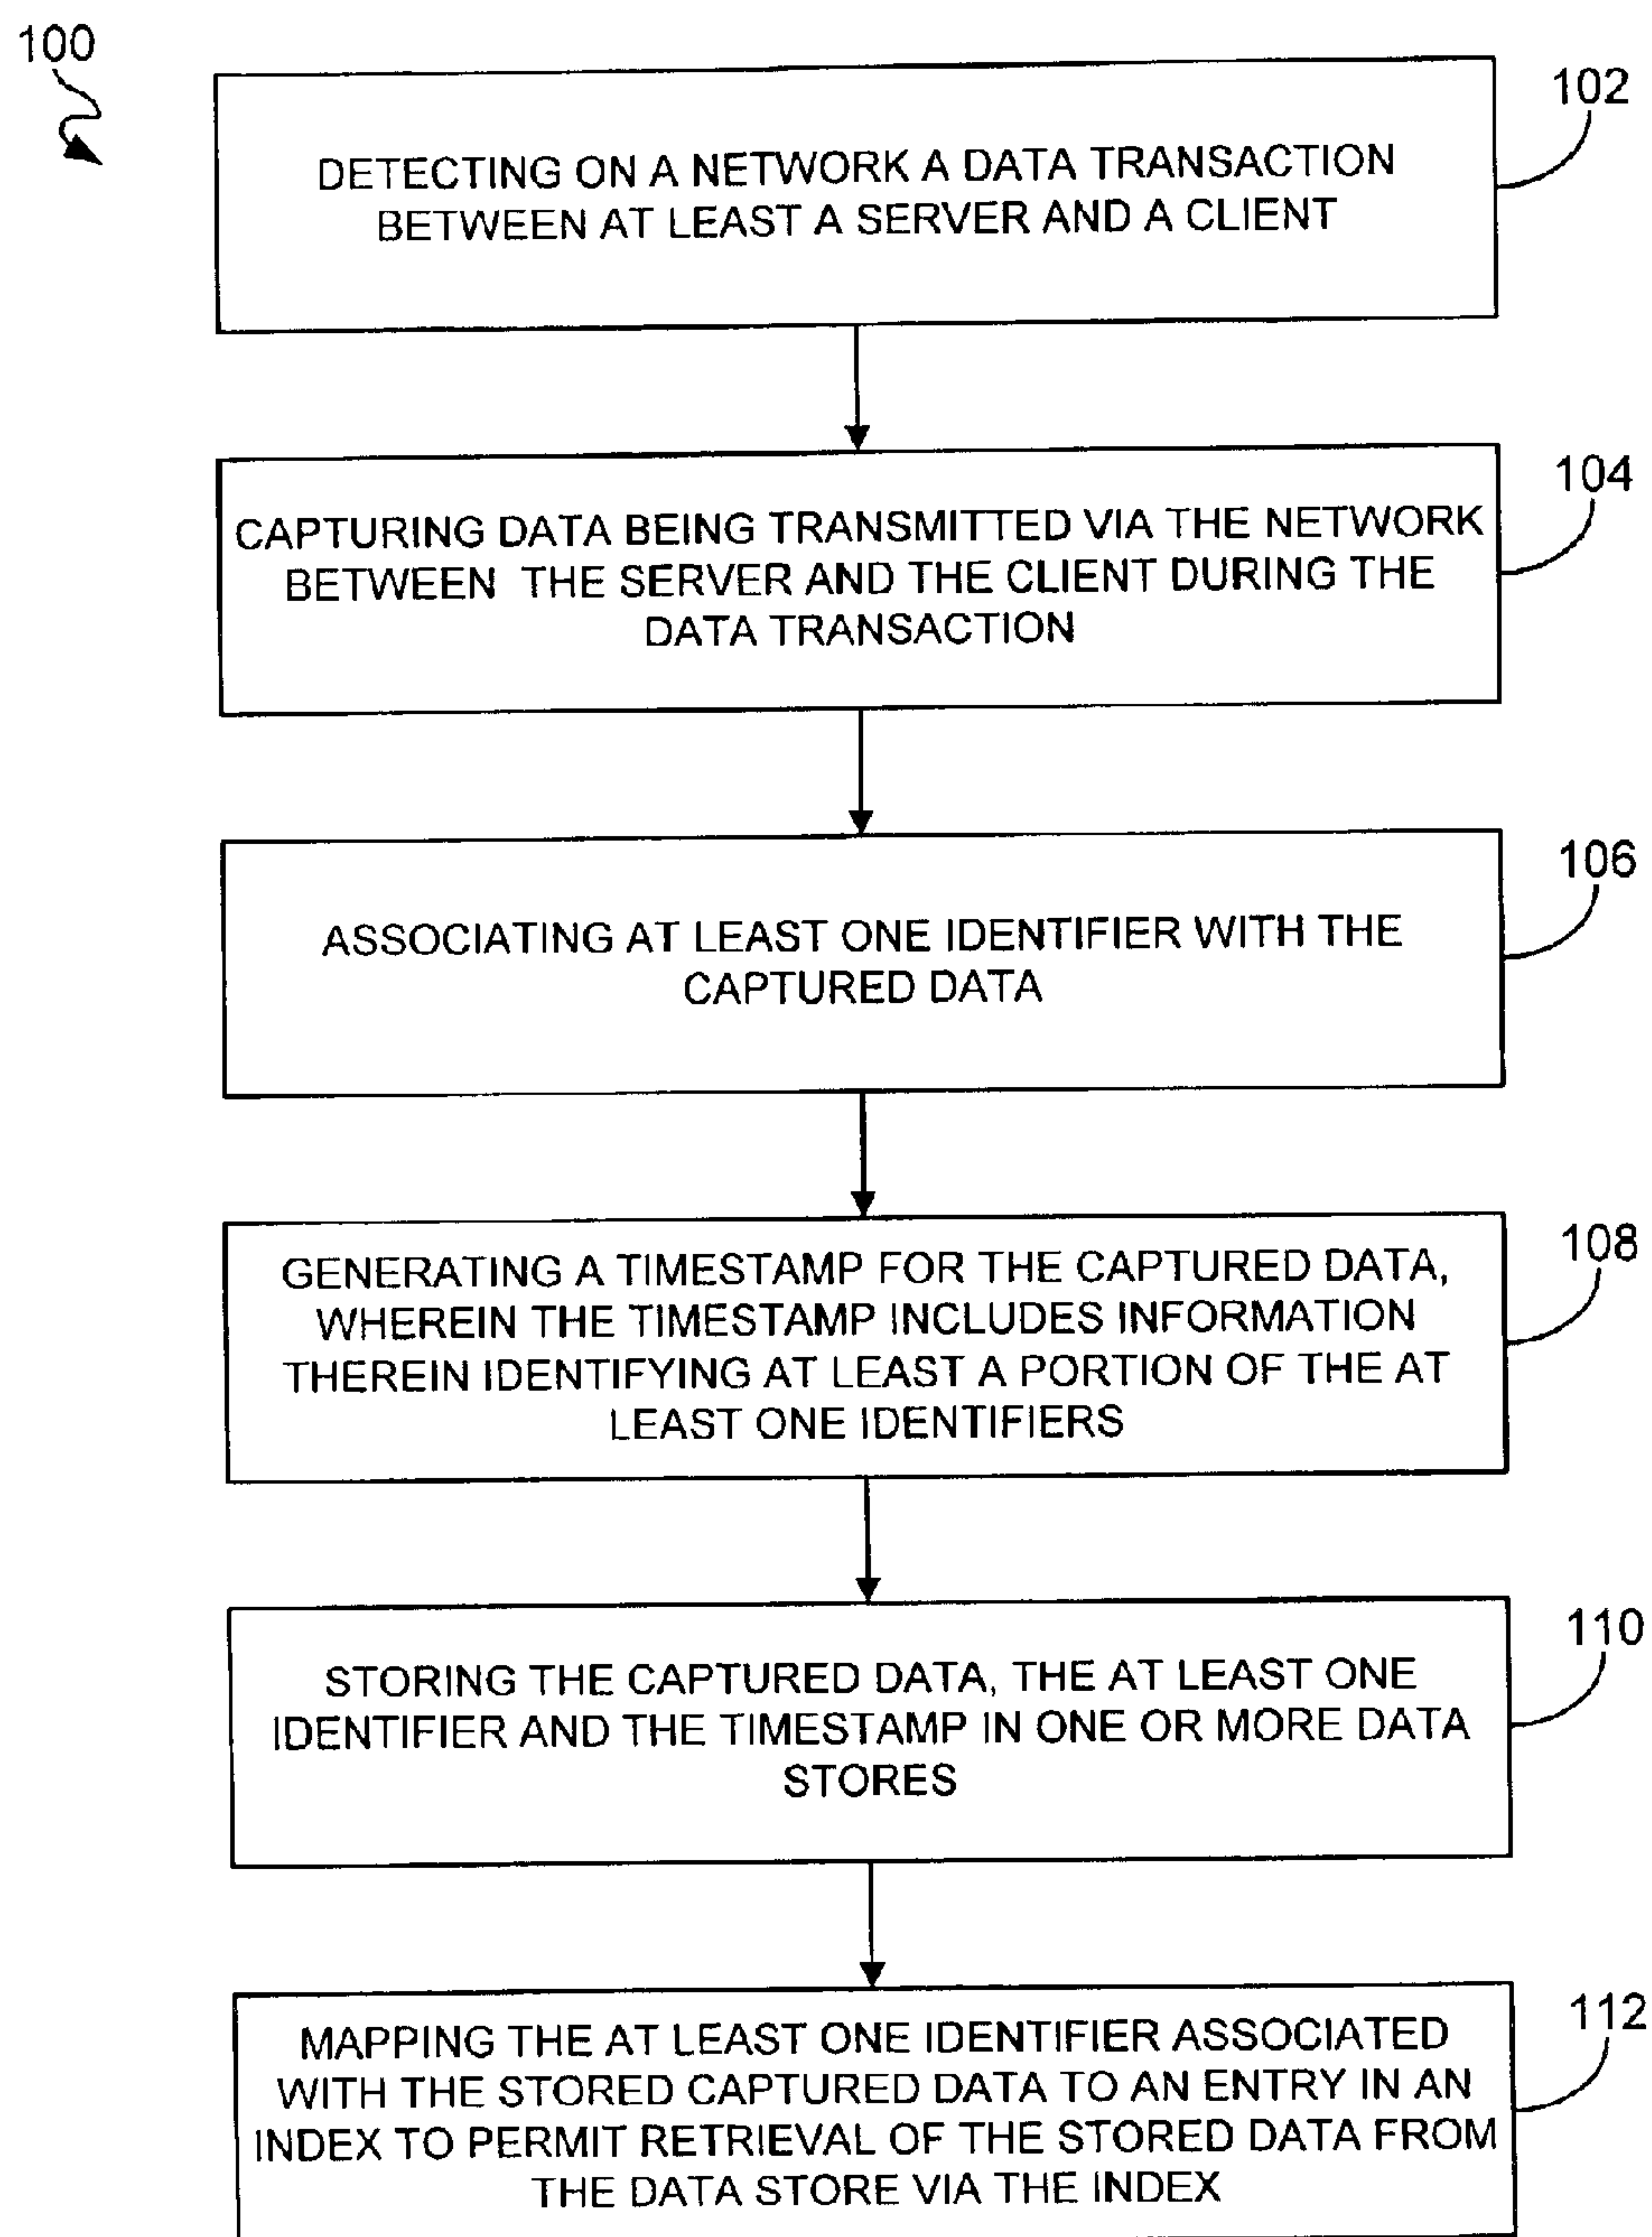 100
102
DETECTING ON A NETWORK A DATA TRANSACTION
BETWEEN AT LEAST A SERVER AND A CLIENT
104
CAPTURING DATA BEING TRANSMITTED VIA THE NETWORK
BETWEEN THE SERVER AND THE CLIENT DURING THE
DATA TRANSACTION
106
ASSOCIATING AT LEAST ONE IDENTIFIER WITH THE
CAPTURED DATA
108
GENERATING A TIMESTAMP FOR THE CAPTURED DATA,
WHEREIN THE TIMESTAMP INCLUDES INFORMATION
THEREIN IDENTIFYING AT LEAST A PORTION OF THE AT
LEAST ONE IDENTIFIERS
110
STORING THE CAPTURED DATA, THE AT LEAST ONE
IDENTIFIER AND THE TIMESTAMP IN ONE OR MORE DATA
STORES
112
MAPPING THE AT LEAST ONE IDENTIFIER ASSOCIATED
WITH THE STORED CAPTURED DATA TO AN ENTRY IN AN
INDEX TO PERMIT RETRIEVAL OF THE STORED DATA FROM
THE DATA STORE VIA THE INDEX